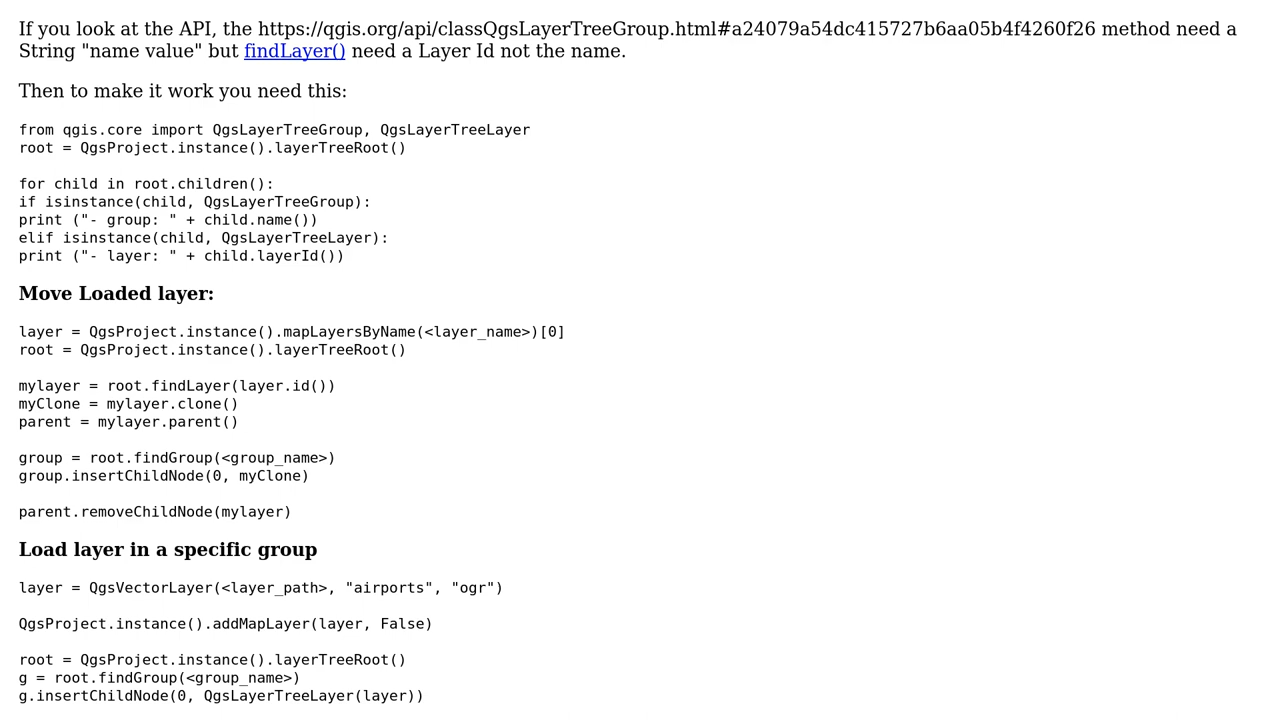 If you look at the API, the https://qgis.org/api/classQgsLayerTreeGroup.html#a24079a54dc415727b6aa05b4f4260f26 method need a
String "name value" but findLayer() need a Layer Id not the name.
Then to make it work you need this:
from qgis.core import QgsLayerTreeGroup, QgsLayerTreeLayer
root = QgsProject.instance().layerTreeRoot()
for child in root.children():
if isinstance(child, QgsLayerTreeGroup):
print ("- group: " + child.name())
elif isinstance(child, QgsLayerTreeLayer):
print ("- layer: " + child.layerId())
Move Loaded layer:
layer = QgsProject.instance().mapLayersByName(<layer_name>)[0]
root = QgsProject.instance().layerTreeRoot()
mylayer = root.findLayer(layer.id())
myClone = mylayer.clone()
parent = mylayer.parent()
group = root.findGroup(<group_name>)
group.insertChildNode(0, myClone)
parent.removeChildNode(mylayer)
Load layer in a specific group
layer = QgsVectorLayer(<layer_path>, "airports", "ogr")
QgsProject.instance().addMapLayer(layer, False)
root = QgsProject.instance().layerTreeRoot()
g = root.findGroup(<group_name>)
g.insertChildNode(0, QgsLayerTreeLayer(layer))